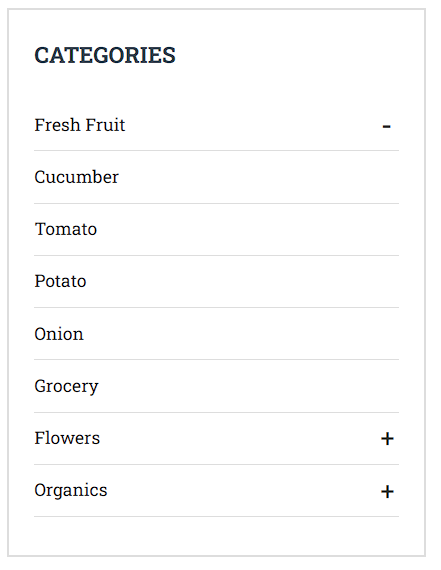 CATEGORIES
Fresh Fruit -
Cucumber
Tomato
Potato
Onion
Grocery
Flowers +
Organics +